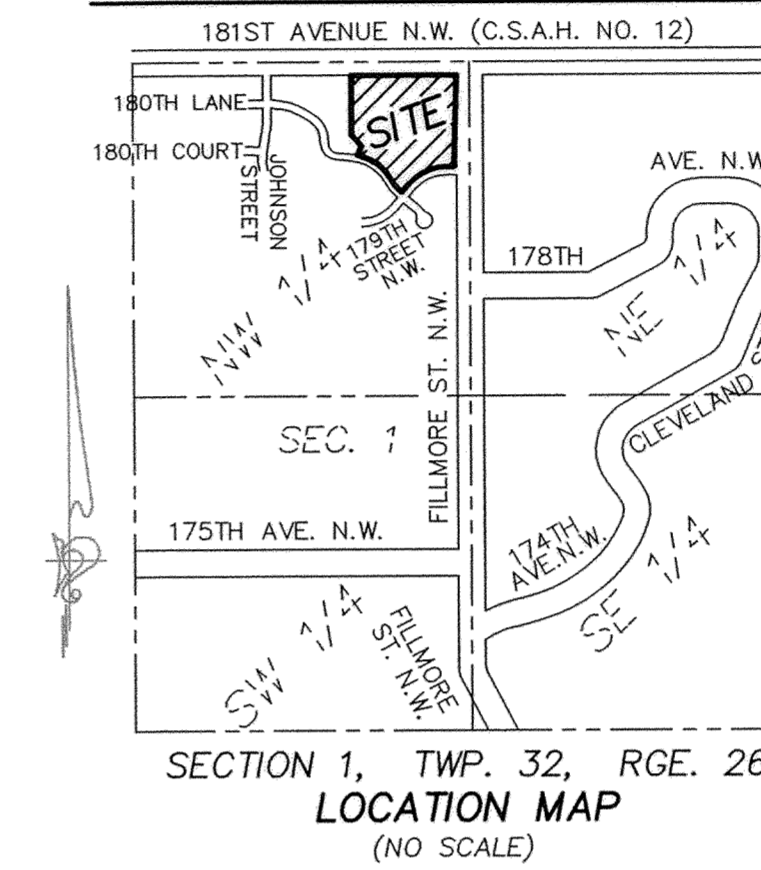 181ST AVENUE N.W. (C.S.A.H. NO. 12)
180TH LANE
SITE
180TH COURT
JOHNSON
STREET
AVE. N.W
179TH
STREET
N.W.
178TH
NW 1/4
NE 1/4
FILLMORE ST. N.W.
CLEVELAND
SEC. 1
175TH AVE. N.W.
174TH
AVE.N.W.
SW 1/4
FILLMORE
ST. N.W.
SE 1/4
SECTION 1, TWP. 32, RGE. 26
LOCATION MAP
(NO SCALE)